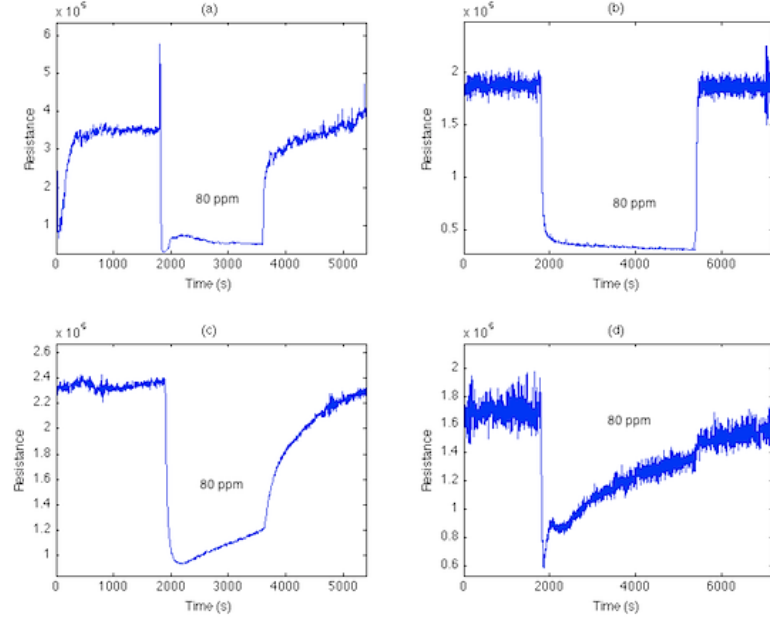 (a)
x 10⁶
6
5
4
3
2
1
Resistance
80 ppm
0 1000 2000 3000 4000 5000
Time (s)
(b)
x 10⁶
2
1.5
1
0.5
Resistance
80 ppm
0 2000 4000 6000
Time (s)
(c)
x 10⁶
2.6
2.4
2.2
2.0
1.8
1.6
1.4
1.2
1
Resistance
80 ppm
0 1000 2000 3000 4000 5000
Time (s)
(d)
x 10⁶
2
1.8
1.6
1.4
1.2
1
0.8
0.6
Resistance
80 ppm
0 2000 4000 6000
Time (s)